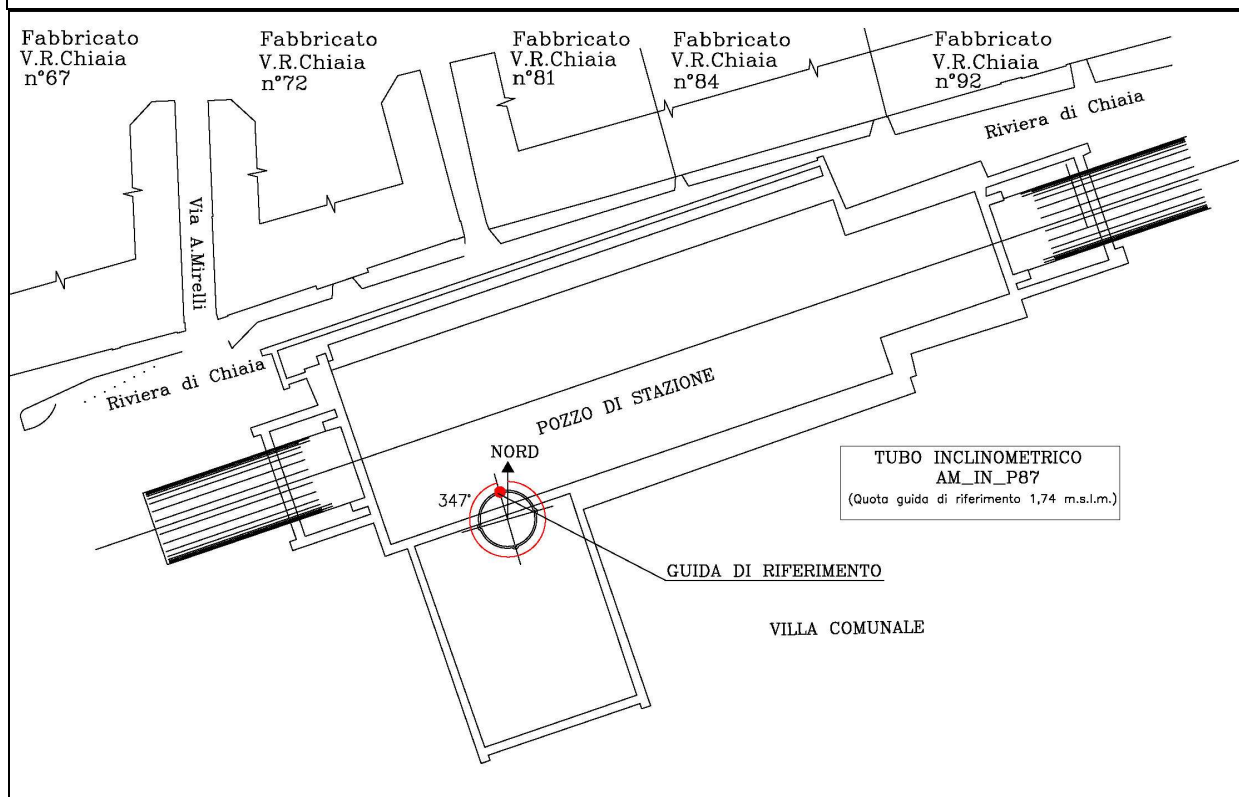 Fabbricato
V.R.Chiaia
n°67
Fabbricato
V.R.Chiaia
n°72
Fabbricato
V.R.Chiaia
n°81
Fabbricato
V.R.Chiaia
n°84
Fabbricato
V.R.Chiaia
n°92
Riviera di Chiaia
Via A.Mirelli
Riviera di Chiaia
POZZO DI STAZIONE
NORD
347°
TUBO INCLINOMETRICO
AM_IN_P87
(Quota guida di riferimento 1,74 m.s.l.m.)
GUIDA DI RIFERIMENTO
VILLA COMUNALE